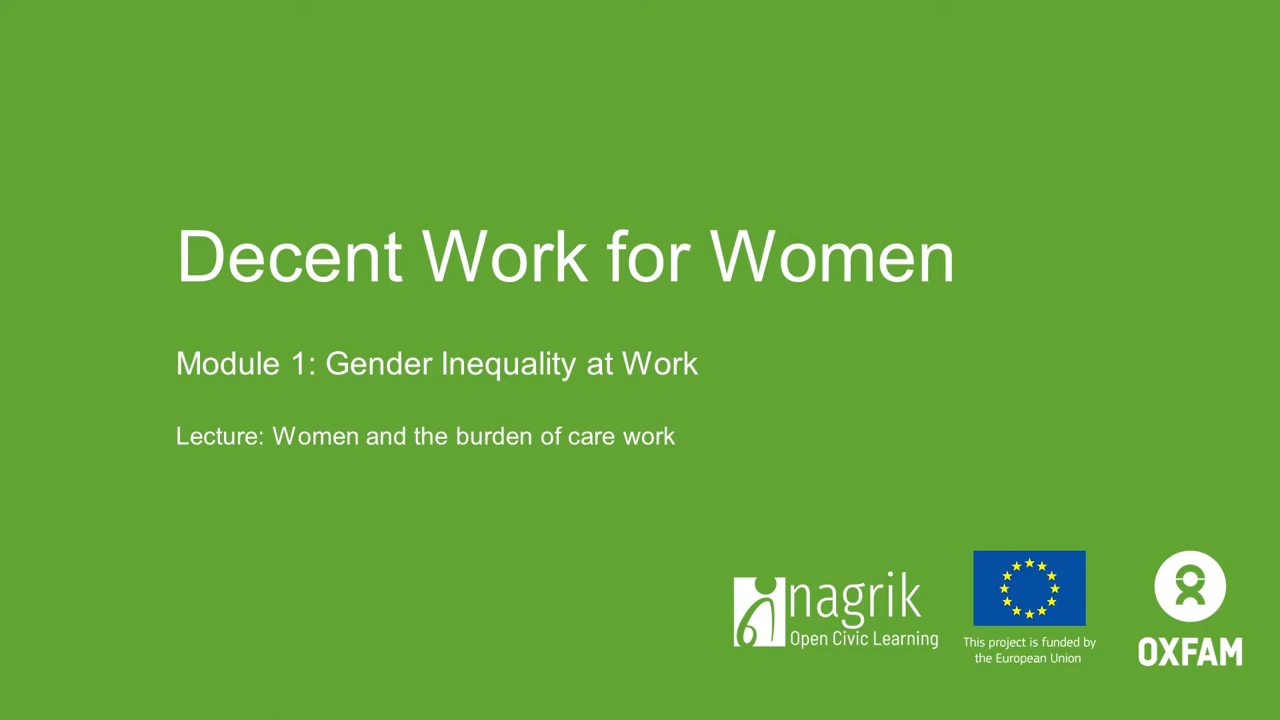 Decent Work for Women
Module 1: Gender Inequality at Work
Lecture: Women and the burden of care work
nagrik
Open Civic Learning
This project is funded by
the European Union
OXFAM